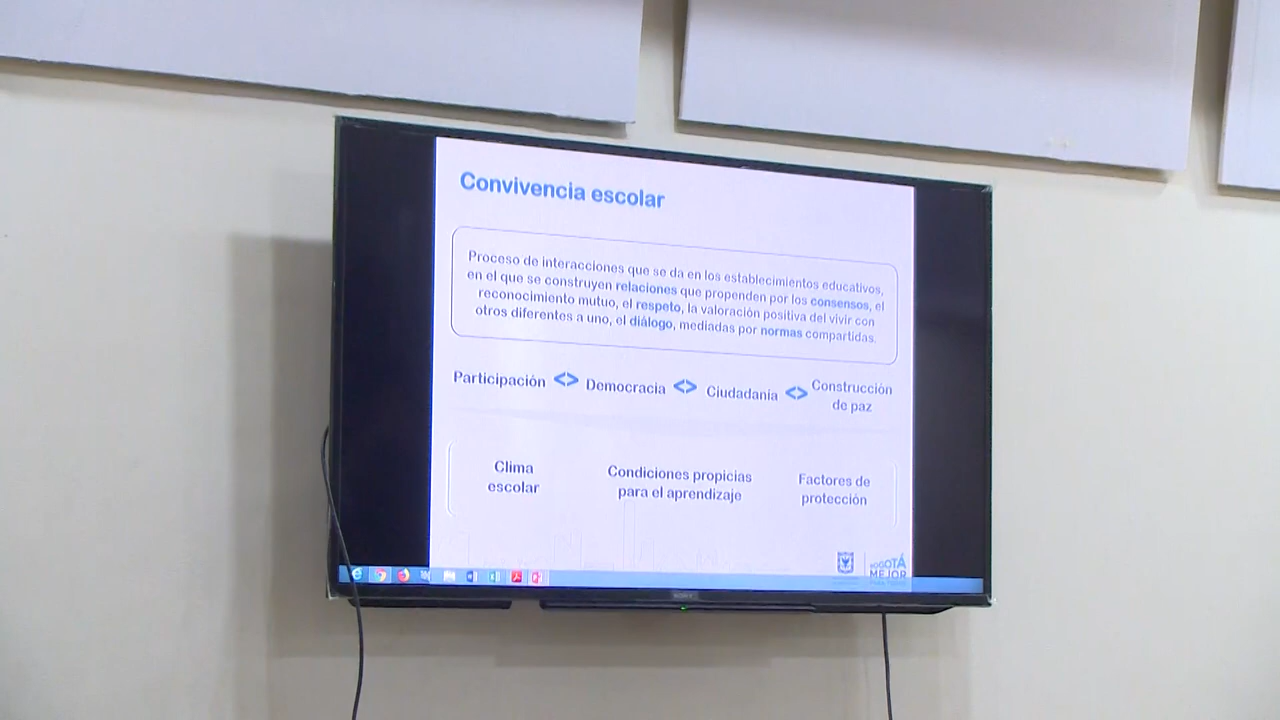 Convivencia escolar
Proceso de interacciones que se da en los establecimientos educativos,
en el que se construyen relaciones que propenden por los consensos, el
reconocimiento mutuo, el respeto, la valoración positiva del vivir con
otros diferentes a uno, el diálogo, mediadas por normas compartidas.
Participación <> Democracia <> Ciudadanía <> Construcción
de paz
Clima
escolar
Condiciones propicias
para el aprendizaje
Factores de
protección
BOGOTÁ
MEJOR
SONY